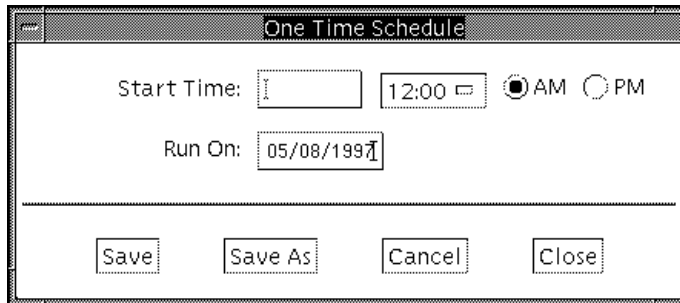 One Time Schedule
Start Time: 12:00 AM PM
Run On: 05/08/1997
Save Save As Cancel Close